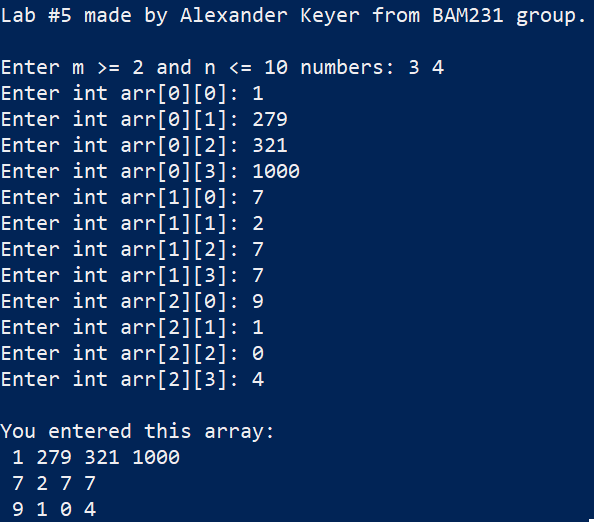 Lab #5 made by Alexander Keyer from BAM231 group.
Enter m >= 2 and n <= 10 numbers: 3 4
Enter int arr[0][0]: 1
Enter int arr[0][1]: 279
Enter int arr[0][2]: 321
Enter int arr[0][3]: 1000
Enter int arr[1][0]: 7
Enter int arr[1][1]: 2
Enter int arr[1][2]: 7
Enter int arr[1][3]: 7
Enter int arr[2][0]: 9
Enter int arr[2][1]: 1
Enter int arr[2][2]: 0
Enter int arr[2][3]: 4
You entered this array:
1 279 321 1000
7 2 7 7
9 1 0 4